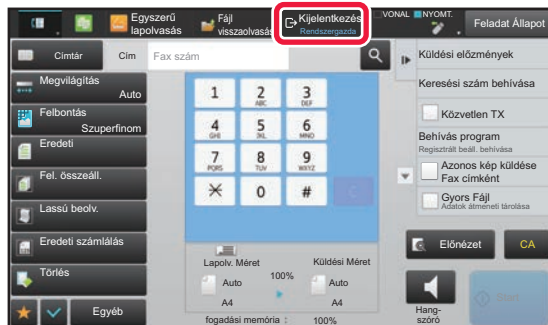 Egyszerű
lapolvasás
Fájl
visszaolvasás
Kijelentkezés
Rendszergazda
VONAL
NYOMT.
Feladat Állapot
Címtár
Cím
Fax szám
Küldési előzmények
Megvilágítás
Auto
Keresési szám behívása
Felbontás
Szuperfinom
Közvetlen TX
Eredeti
Behívás program
Regisztrált beáll. behívása
Fel. összeáll.
Azonos kép küldése
Fax címként
Lassú beolv.
Gyors Fájl
Adatok átmeneti tárolása
1
2
ABC
3
DEF
4
GHI
5
JKL
6
MNO
7
PQRS
8
TUV
9
WXYZ
0
#
C
Eredeti számlálás
Előnézet
CA
Törlés
Lapolv. Méret
Küldési Méret
100%
Auto
Auto
A4
A4
Egyéb
fogadási memória :
100%
Hang-
szóró
Start